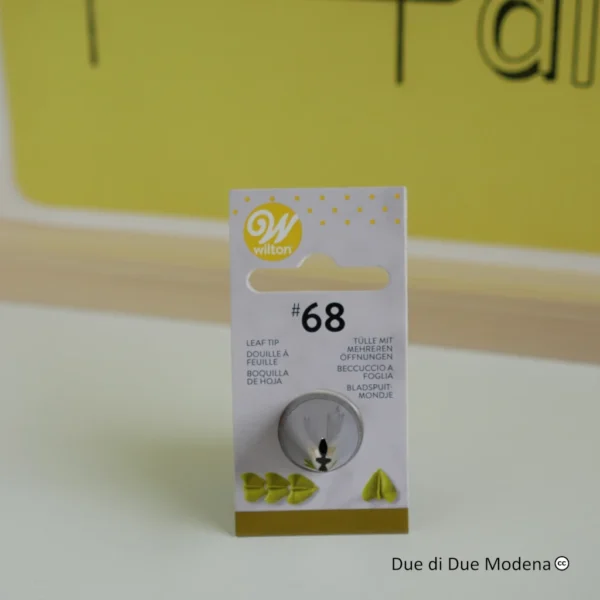 wilton
#68
LEAF TIP
DOUILLE À
FEUILLE
BOQUILLA
DE HOJA
TÜLLE MIT
MEHREREN
ÖFFNUNGEN
BECCUCCIO A
FOGLIA
BLADSPUIT-
MONDJE
Due di Due Modena
cc